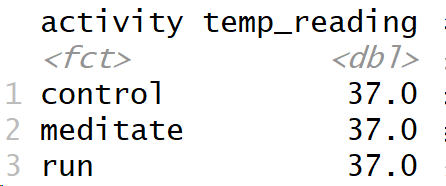 activity temp_reading
<fct> <dbl>
1 control 37.0
2 meditate 37.0
3 run 37.0